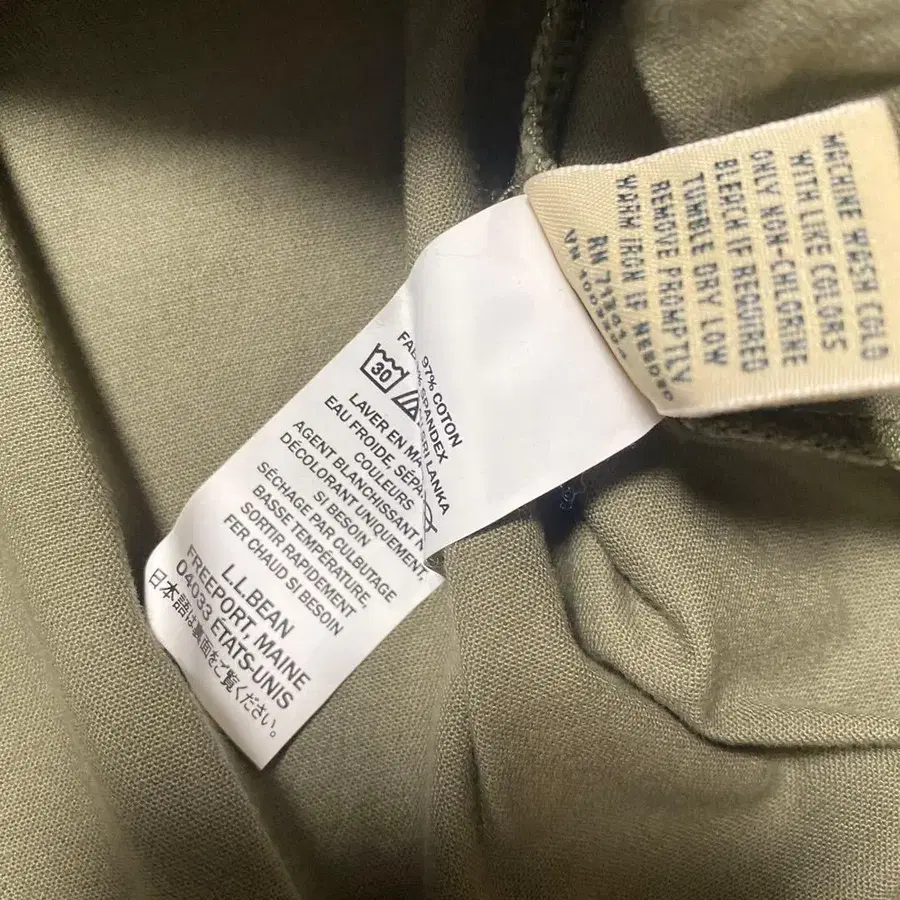 MACHINE WASH COLD
WITH LIKE COLORS
ONLY NON-CHLORINE
BLEACH IF REQUIRED
TUMBLE DRY LOW
REMOVE PROMPTLY
WARM IRON IF NEEDED
RN 71
97% COTON
SPANDEX
SRI LANKA
30
LAVER EN
EAU FROIDE,
COULEURS
AGENT BLANCHISSANT
DÉCOLORANT UNIQUEMENT,
SI BESOIN
SÉCHAGE PAR CULBUTAGE
BASSE TEMPÉRATURE,
SORTIR RAPIDEMENT
FER CHAUD SI BESOIN
L.L.BEAN
FREEPORT, MAINE
04033 ÉTATS-UNIS
日本語は裏面をご覧ください。